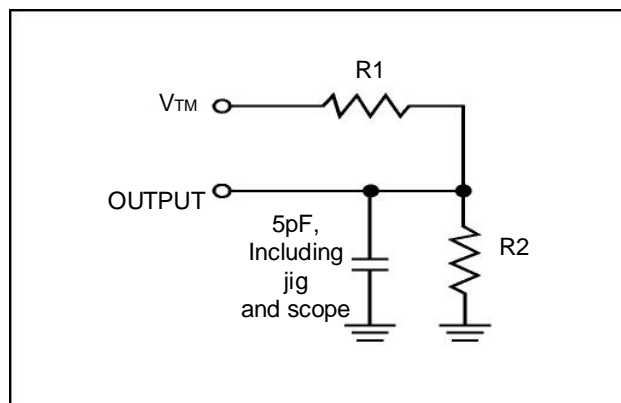 R1
VTM
OUTPUT
5pF,
Including
jig
and scope
R2